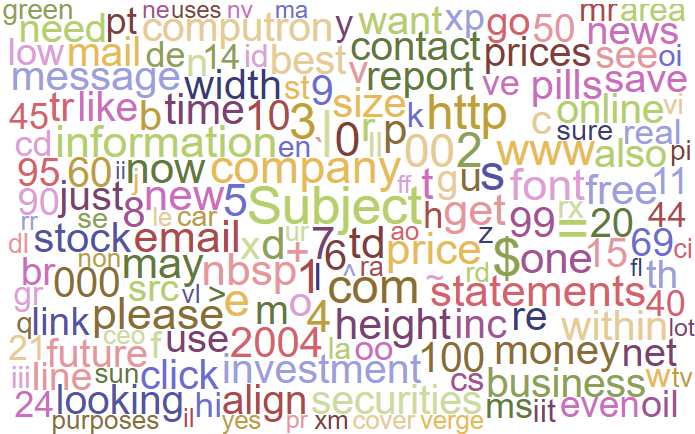 green neuses nv ma
need pt computron y want xp go 50 mr area
low mail de n 14 id best v contact prices see news oi
message width st 9 size report k http ve pills save
45 tr like b time 10 3 l 0 r ll p 00 2 c online sure real vi
cd information en ` www also pi
95 60 ii now j company ff t g u s font free 11
90 just new 5 Subject h get 99 rx = 20 44
rr se 8 le car ur ao z
dl stock email x d + 7 6 td price $ one 15 69 ci
br non may nbsp 1 l ^ ra ~ rd fl th
gr 000 src vl > e m o 4 com statements 40
q link please height inc re within lot
21 future ceo f use 2004 la oo 100 money net
iii line sun click investment cs business w tv
24 looking il hi align securities ms iit even oil
purposes yes pr xm cover verge